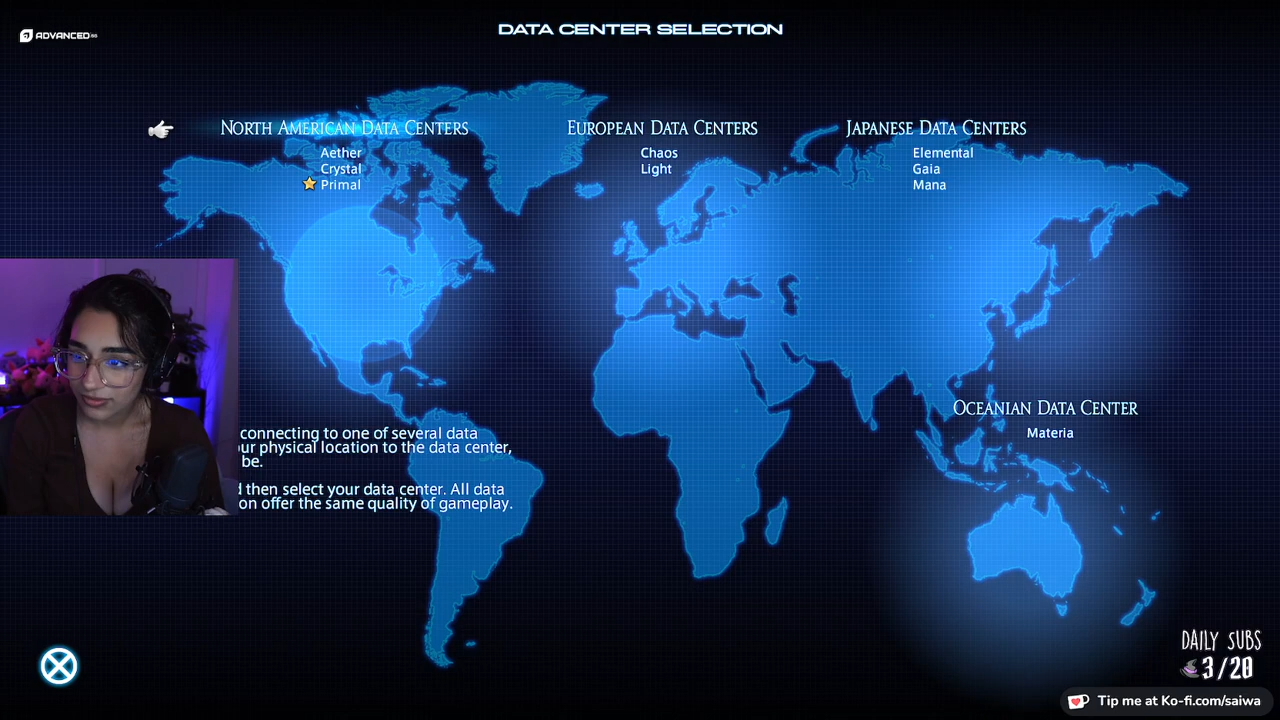 ADVANCED.GG
DATA CENTER SELECTION
NORTH AMERICAN DATA CENTERS
Aether
Crystal
Primal
EUROPEAN DATA CENTERS
Chaos
Light
JAPANESE DATA CENTERS
Elemental
Gaia
Mana
OCEANIAN DATA CENTER
Materia
connecting to one of several data
ur physical location to the data center,
be.
then select your data center. All data
on offer the same quality of gameplay.
DAILY SUBS
3/20
Tip me at Ko-fi.com/saiwa